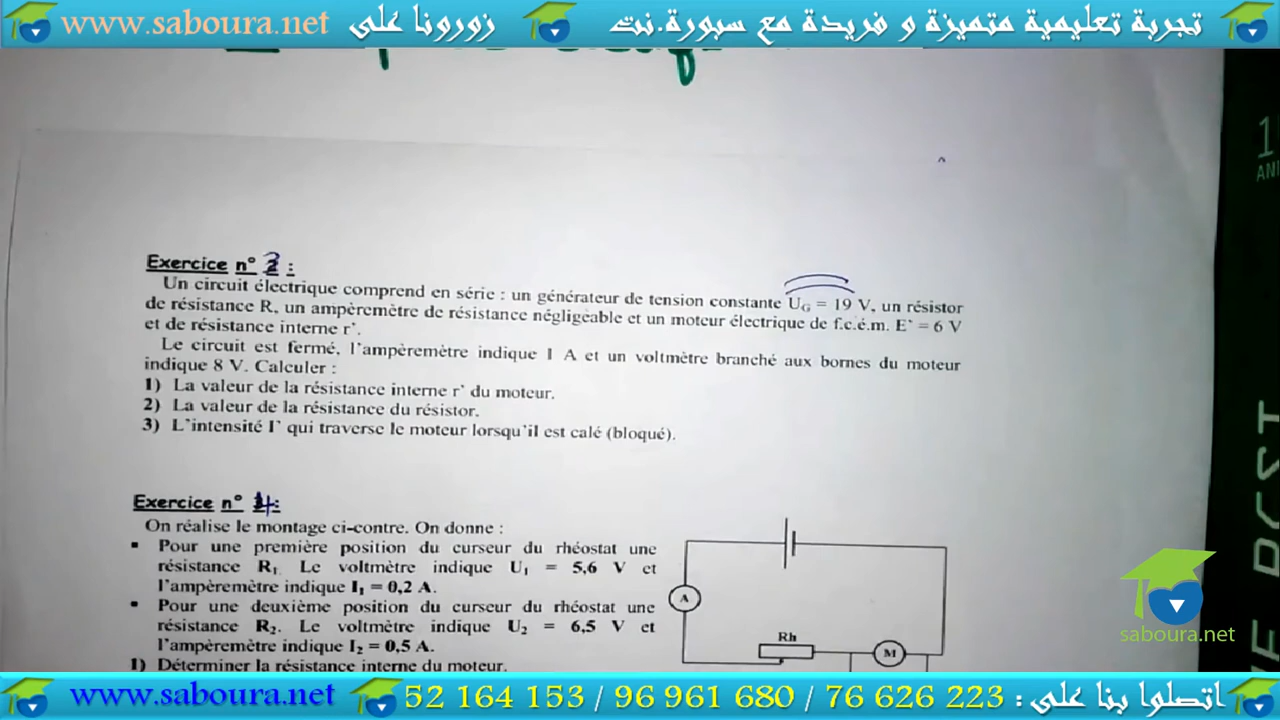 www.saboura.net زورونا على تجربة تعليمية متميزة و فريدة مع سبورة.نت
Exercice n° 3 :
Un circuit électrique comprend en série : un générateur de tension constante UG = 19 V, un résistor
de résistance R, un ampèremètre de résistance négligeable et un moteur électrique de f.c.é.m. E' = 6 V
et de résistance interne r'.
Le circuit est fermé, l'ampèremètre indique 1 A et un voltmètre branché aux bornes du moteur
indique 8 V. Calculer :
1) La valeur de la résistance interne r' du moteur.
2) La valeur de la résistance du résistor.
3) L'intensité I' qui traverse le moteur lorsqu'il est calé (bloqué).
Exercice n° 4:
On réalise le montage ci-contre. On donne :
▪ Pour une première position du curseur du rhéostat une
résistance R1. Le voltmètre indique U1 = 5,6 V et
l'ampèremètre indique I1 = 0,2 A.
▪ Pour une deuxième position du curseur du rhéostat une
résistance R2. Le voltmètre indique U2 = 6,5 V et
l'ampèremètre indique I2 = 0,5 A.
1) Déterminer la résistance interne du moteur.
A
Rh
M
saboura.net
www.saboura.net 52 164 153 / 96 961 680 / 76 626 223 : اتصلوا بنا على